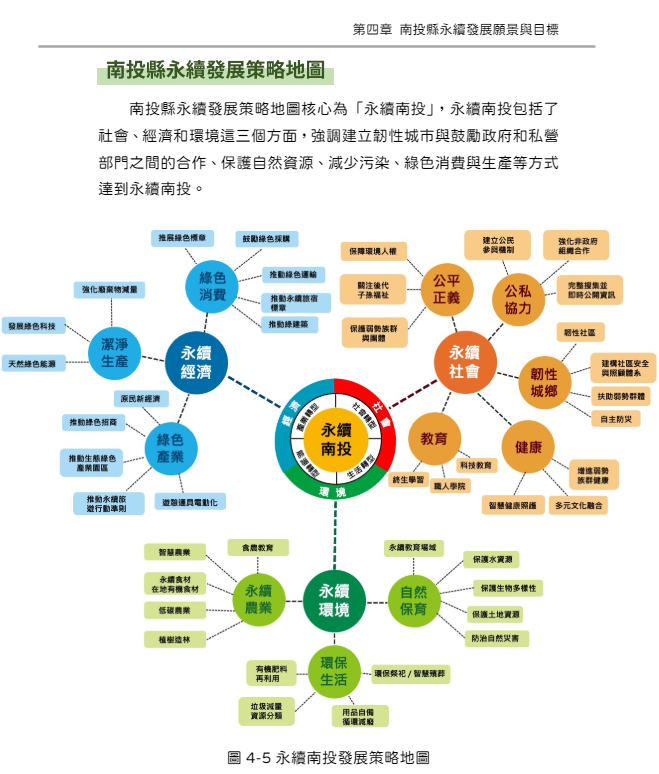 第四章 南投縣永續發展願景與目標
南投縣永續發展策略地圖
南投縣永續發展策略地圖核心為「永續南投」，永續南投包括了
社會、經濟和環境這三個方面，強調建立韌性城市與鼓勵政府和私營
部門之間的合作、保護自然資源、減少污染、綠色消費與生產等方式
達到永續南投。
推展綠色標章
鼓勵綠色採購
綠色
消費
推動綠色運輸
推動永續旅宿
標章
推動綠建築
強化廢棄物減量
發展綠色科技
天然綠色能源
潔淨
生產
永續
經濟
原民新經濟
推動綠色招商
推動生態綠色
產業園區
推動永續旅
遊行動準則
遊艇運具電動化
綠色
產業
保障環境人權
關注後代
子孫福祉
保護弱勢族群
與團體
公平
正義
建立公民
參與機制
強化非政府
組織合作
完整搜集並
即時公開資訊
公私
協力
永續
社會
韌性社區
建構社區安全
與照顧體系
扶助弱勢群體
自主防災
韌性
城鄉
教育
終生學習
職人學院
科技教育
健康
增進弱勢
族群健康
智慧健康照護
多元文化融合
經濟
社會
環境
產業轉型
社會轉型
能源轉型
生活轉型
永續
南投
智慧農業
食農教育
永續食材
在地有機食材
低碳農業
植樹造林
永續
農業
永續
環境
永續教育場域
保護水資源
保護生物多樣性
保護土地資源
防治自然災害
自然
保育
環保
生活
有機肥料
再利用
垃圾減量
資源分類
用品自備
循環減廢
環保祭祀 / 智慧殯葬
圖 4-5 永續南投發展策略地圖